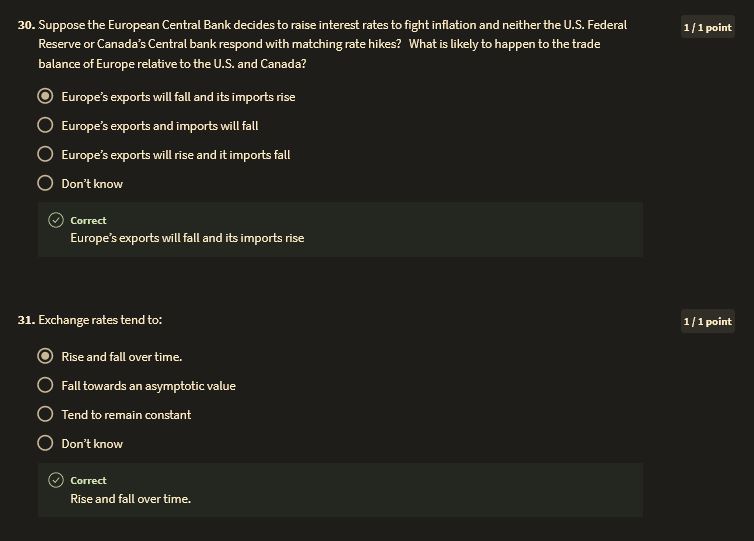 30. Suppose the European Central Bank decides to raise interest rates to fight inflation and neither the U.S. Federal
1 / 1 point
Reserve or Canada's Central bank respond with matching rate hikes? What is likely to happen to the trade
balance of Europe relative to the U.S. and Canada?
Europe's exports will fall and its imports rise
Europe's exports and imports will fall
Europe's exports will rise and it imports fall
Don't know
Correct
Europe's exports will fall and its imports rise
31. Exchange rates tend to:
1 / 1 point
Rise and fall over time.
Fall towards an asymptotic value
Tend to remain constant
Don't know
Correct
Rise and fall over time.